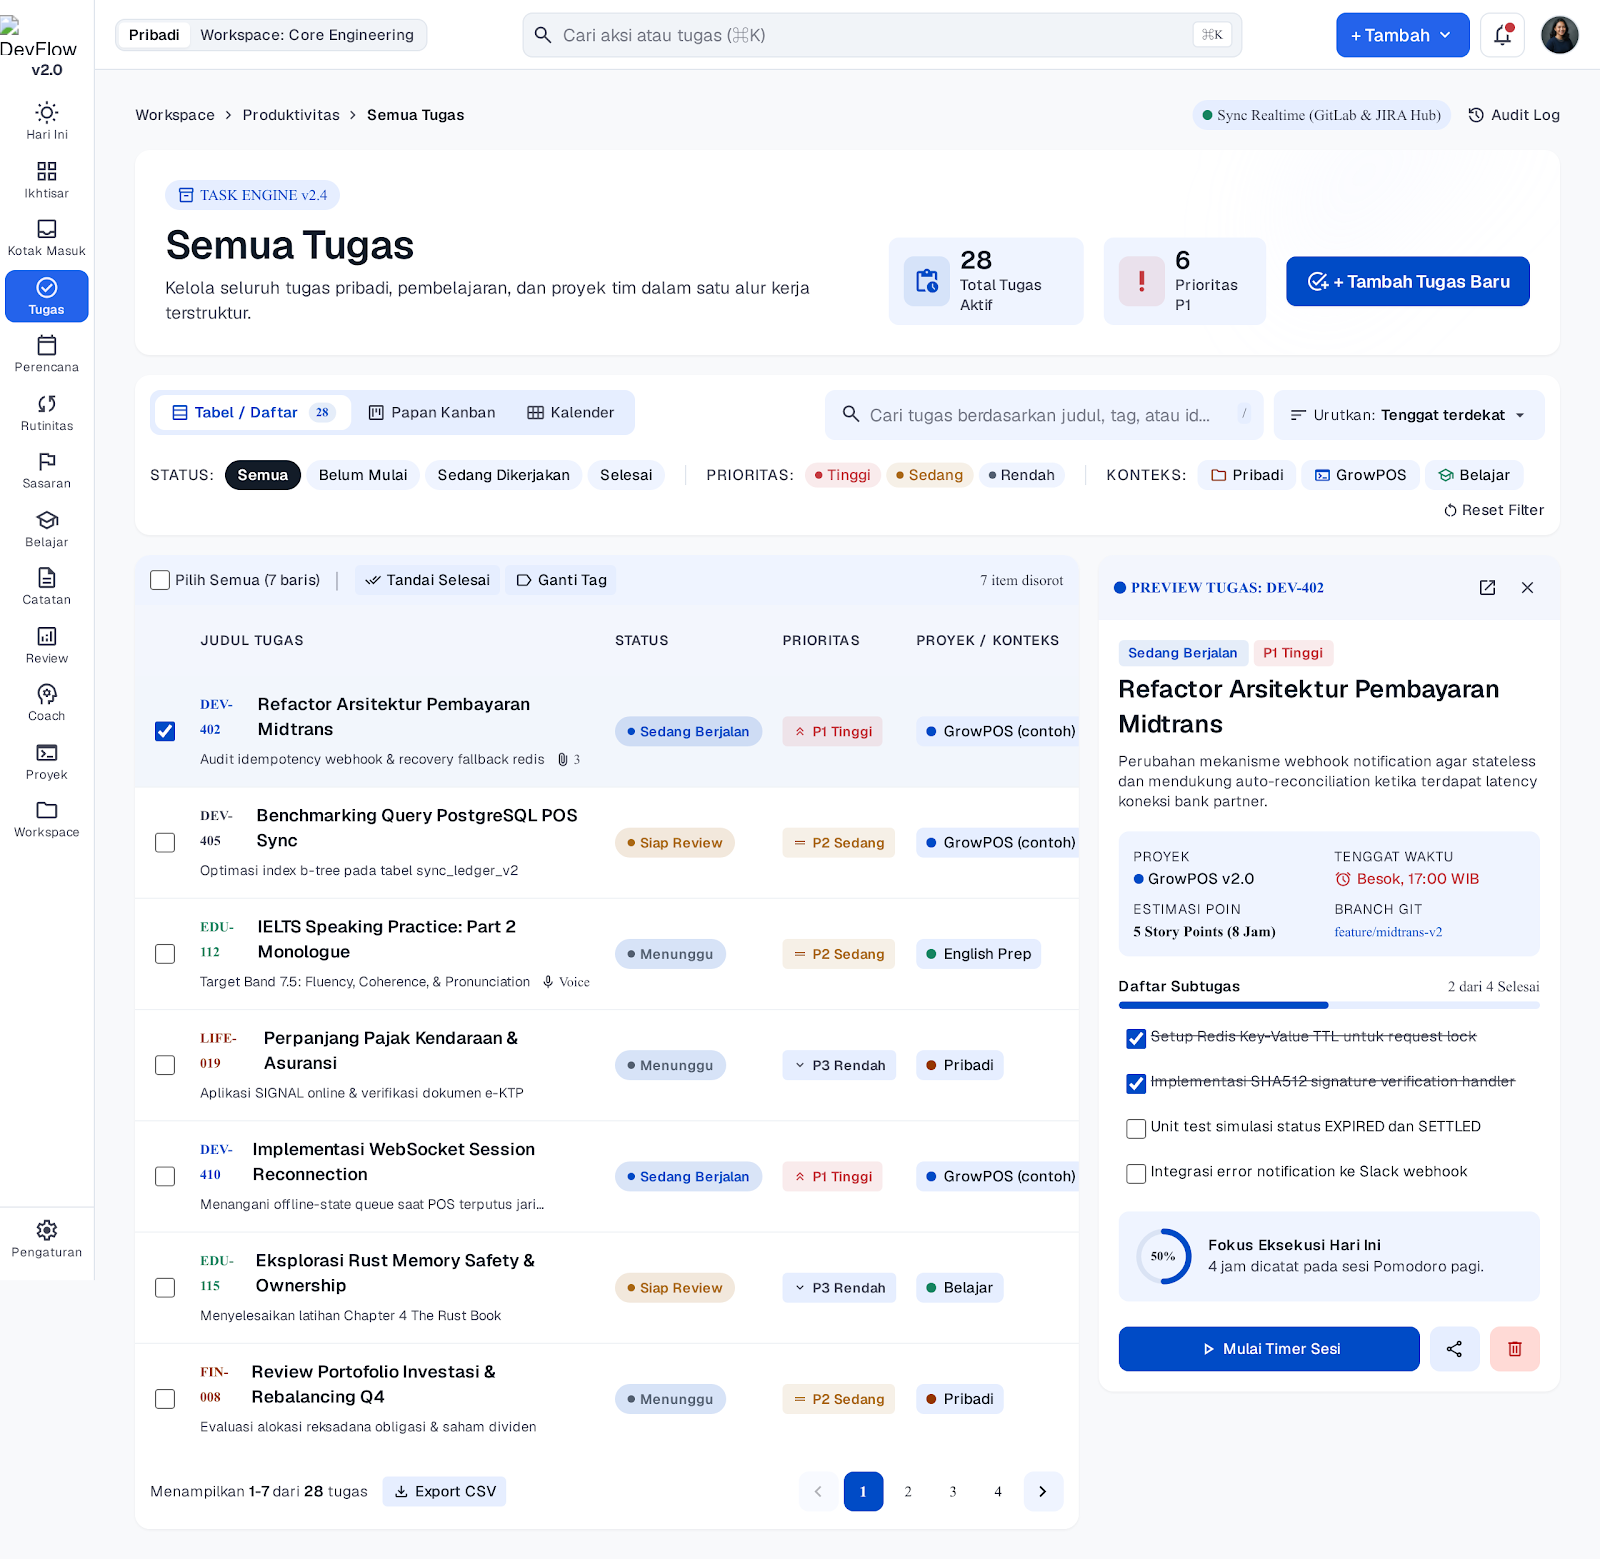 DevFlow
v2.0
Pribadi
Workspace: Core Engineering
Cari aksi atau tugas (⌘K)
⌘K
+ Tambah
Hari Ini
Ikhtisar
Kotak Masuk
Tugas
Perencana
Rutinitas
Sasaran
Belajar
Catatan
Review
Coach
Proyek
Workspace
Pengaturan
Workspace > Produktivitas > Semua Tugas
Sync Realtime (GitLab & JIRA Hub)
Audit Log
TASK ENGINE v2.4
Semua Tugas
Kelola seluruh tugas pribadi, pembelajaran, dan proyek tim dalam satu alur kerja
terstruktur.
28
Total Tugas
Aktif
6
Prioritas
P1
+ Tambah Tugas Baru
Tabel / Daftar 28
Papan Kanban
Kalender
Cari tugas berdasarkan judul, tag, atau id...
/
Urutkan: Tenggat terdekat
STATUS: Semua Belum Mulai Sedang Dikerjakan Selesai
PRIORITAS: Tinggi Sedang Rendah
KONTEKS: Pribadi GrowPOS Belajar
Reset Filter
Pilih Semua (7 baris)
Tandai Selesai
Ganti Tag
7 item disorot
JUDUL TUGAS STATUS PRIORITAS PROYEK / KONTEKS
DEV-
402
Refactor Arsitektur Pembayaran
Midtrans
Audit idempotency webhook & recovery fallback redis 3
Sedang Berjalan
P1 Tinggi
GrowPOS (contoh)
DEV-
405
Benchmarking Query PostgreSQL POS
Sync
Optimasi index b-tree pada tabel sync_ledger_v2
Siap Review
P2 Sedang
GrowPOS (contoh)
EDU-
112
IELTS Speaking Practice: Part 2
Monologue
Target Band 7.5: Fluency, Coherence, & Pronunciation Voice
Menunggu
P2 Sedang
English Prep
LIFE-
019
Perpanjang Pajak Kendaraan &
Asuransi
Aplikasi SIGNAL online & verifikasi dokumen e-KTP
Menunggu
P3 Rendah
Pribadi
DEV-
410
Implementasi WebSocket Session
Reconnection
Menangani offline-state queue saat POS terputus jari...
Sedang Berjalan
P1 Tinggi
GrowPOS (contoh)
EDU-
115
Eksplorasi Rust Memory Safety &
Ownership
Menyelesaikan latihan Chapter 4 The Rust Book
Siap Review
P3 Rendah
Belajar
FIN-
008
Review Portofolio Investasi &
Rebalancing Q4
Evaluasi alokasi reksadana obligasi & saham dividen
Menunggu
P2 Sedang
Pribadi
Menampilkan 1-7 dari 28 tugas
Export CSV
1 2 3 4
PREVIEW TUGAS: DEV-402
Sedang Berjalan
P1 Tinggi
Refactor Arsitektur Pembayaran
Midtrans
Perubahan mekanisme webhook notification agar stateless
dan mendukung auto-reconciliation ketika terdapat latency
koneksi bank partner.
PROYEK
GrowPOS v2.0
TENGGAT WAKTU
Besok, 17:00 WIB
ESTIMASI POIN
5 Story Points (8 Jam)
BRANCH GIT
feature/midtrans-v2
Daftar Subtugas
2 dari 4 Selesai
Setup Redis Key-Value TTL untuk request lock
Implementasi SHA512 signature verification handler
Unit test simulasi status EXPIRED dan SETTLED
Integrasi error notification ke Slack webhook
50%
Fokus Eksekusi Hari Ini
4 jam dicatat pada sesi Pomodoro pagi.
Mulai Timer Sesi